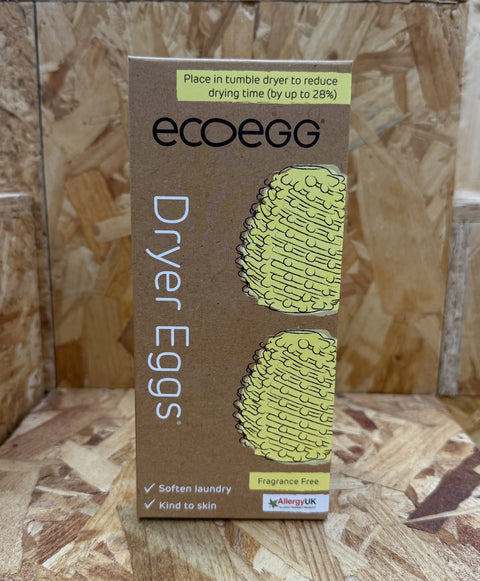 Place in tumble dryer to reduce
drying time (by up to 28%)
ecoegg®
Dryer Eggs®
✓ Soften laundry
✓ Kind to skin
Fragrance Free
AllergyUK